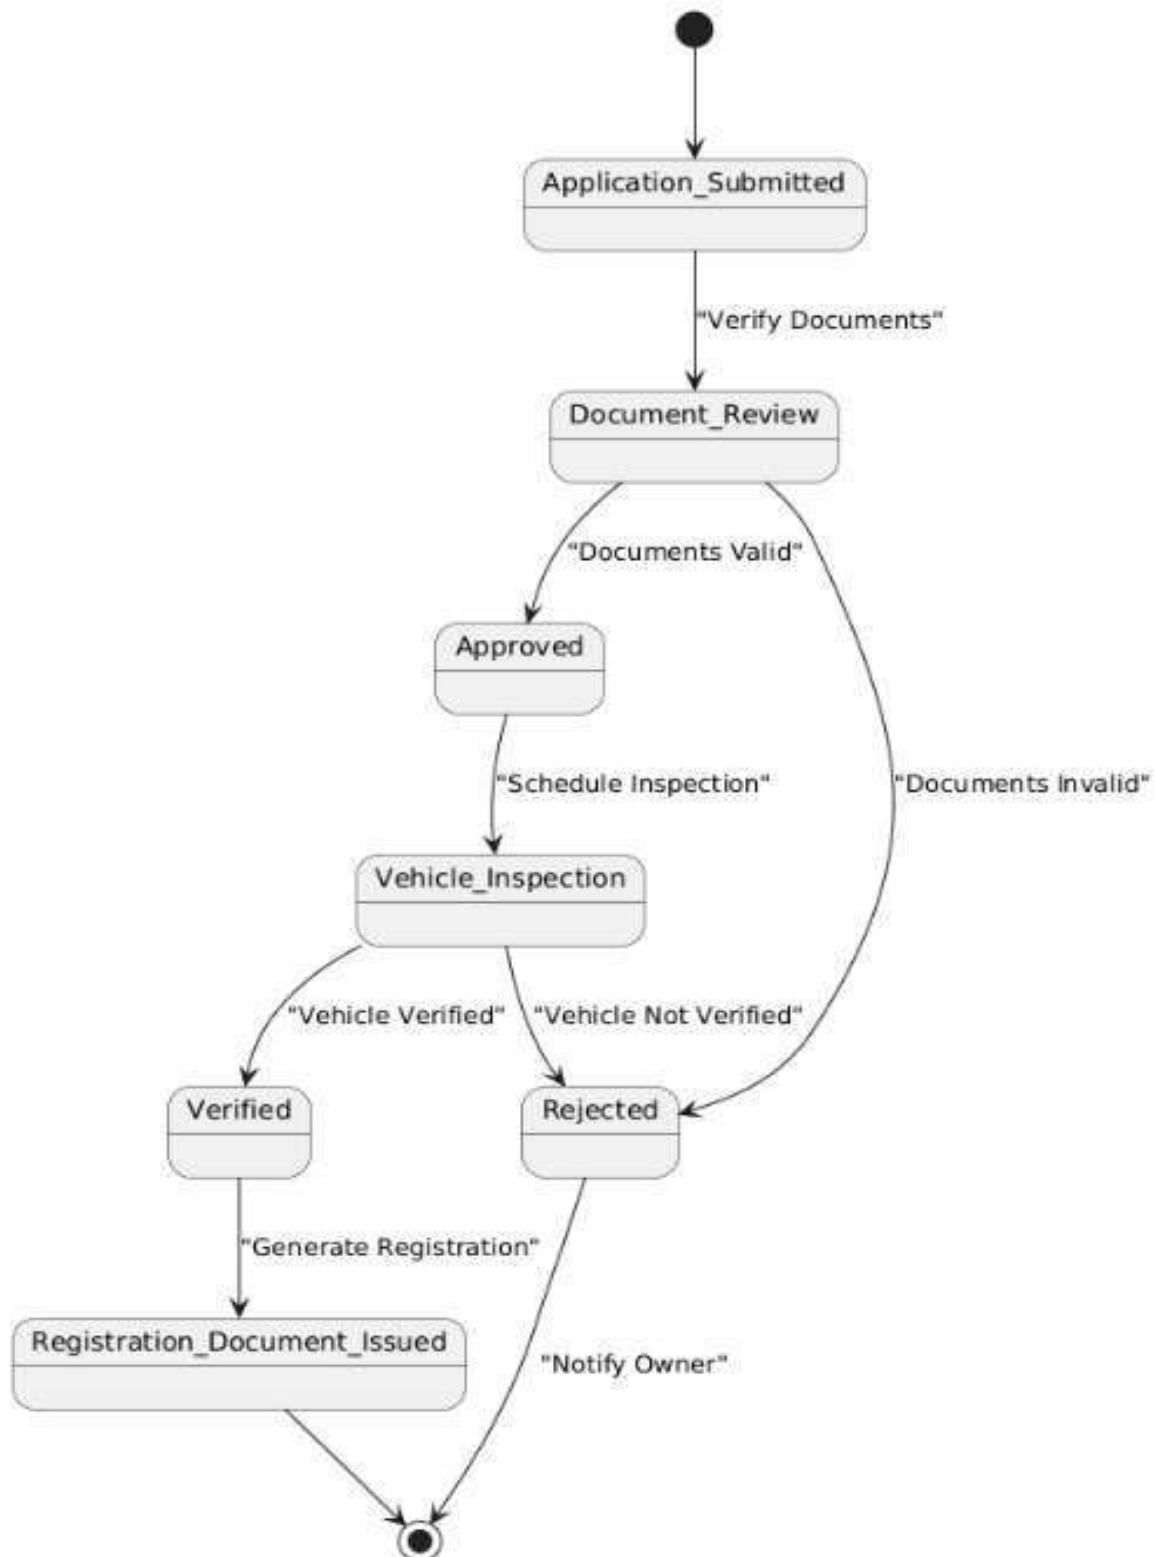 Application_Submitted
"Verify Documents"
Document_Review
"Documents Valid"
Approved
"Schedule Inspection"
"Documents Invalid"
Vehicle_Inspection
"Vehicle Verified"
"Vehicle Not Verified"
Verified
Rejected
"Generate Registration"
Registration_Document_Issued
"Notify Owner"